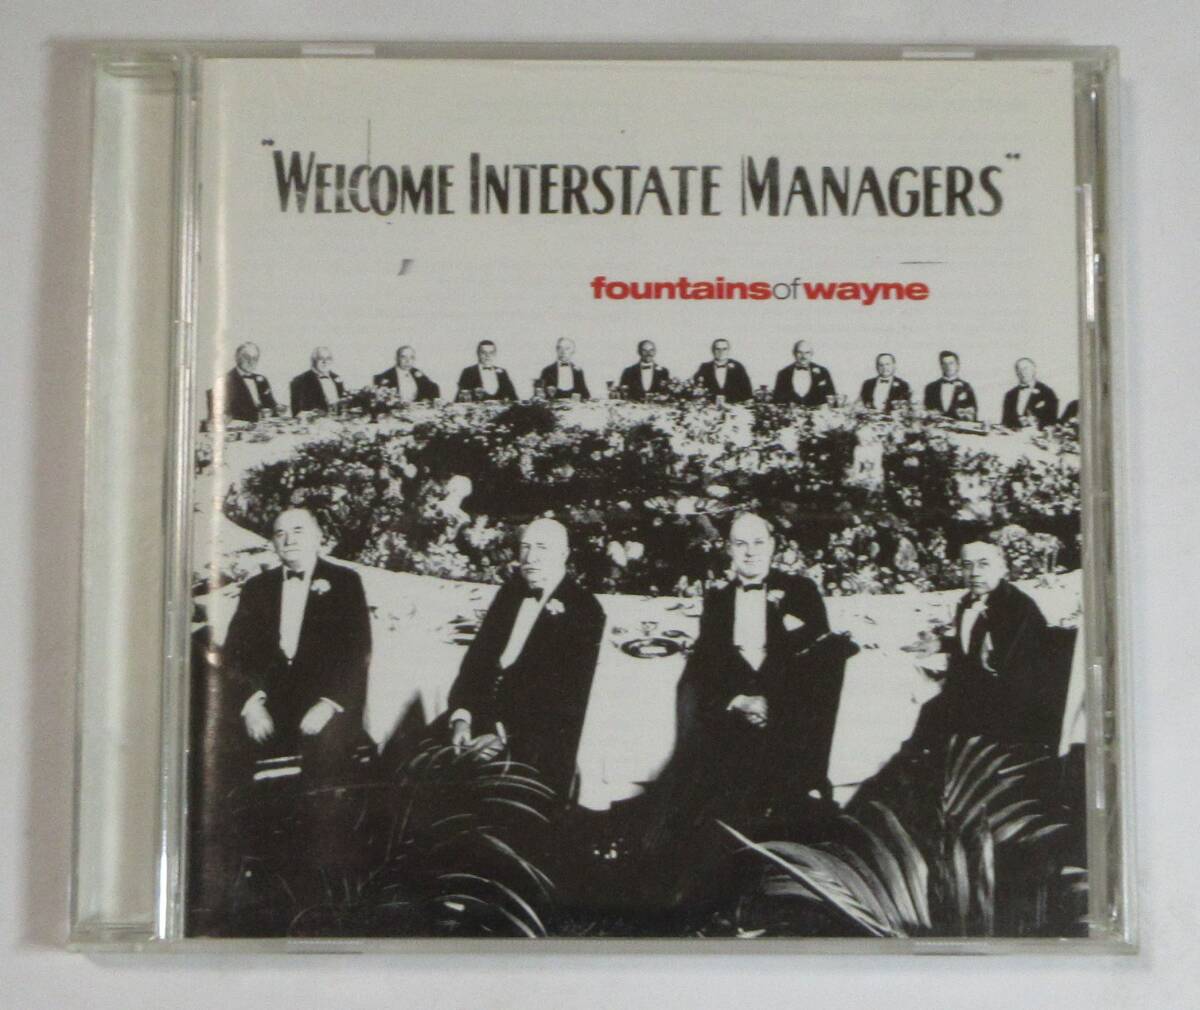 "WELCOME INTERSTATE MANAGERS"
fountainsofwayne